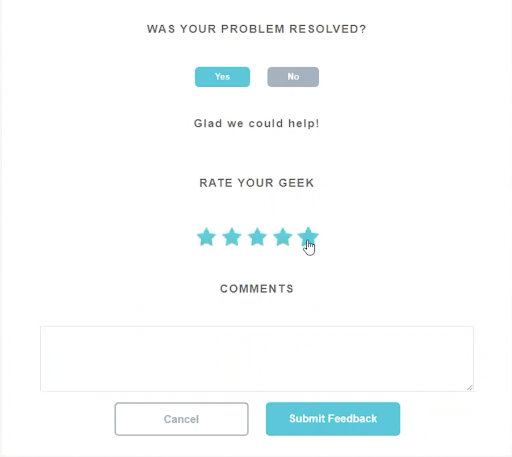 WAS YOUR PROBLEM RESOLVED?
Yes No
Glad we could help!
RATE YOUR GEEK
COMMENTS
Cancel Submit Feedback